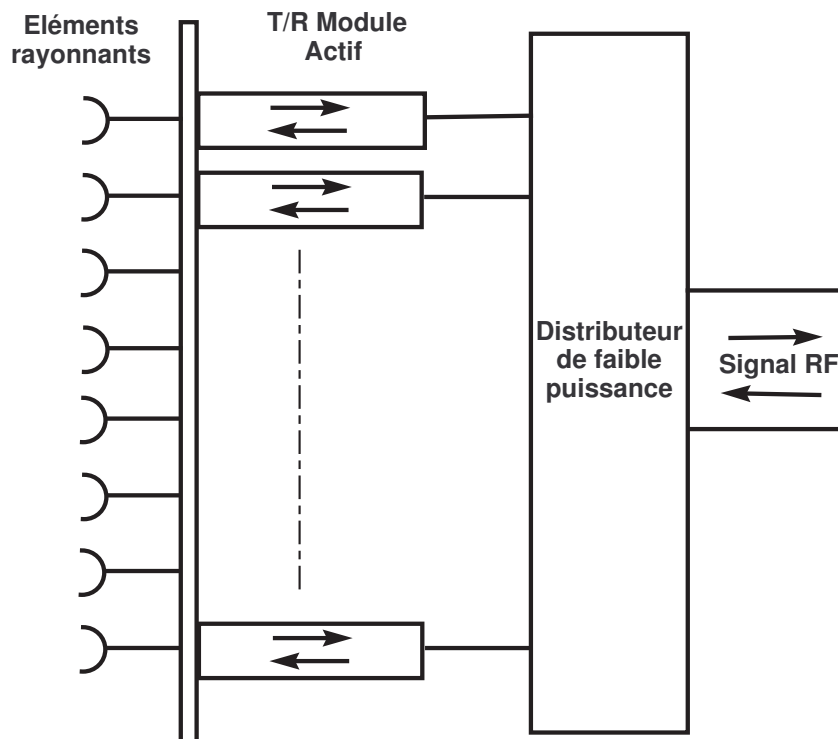 Eléments
rayonnants
T/R Module
Actif
Distributeur
de faible
puissance
Signal RF